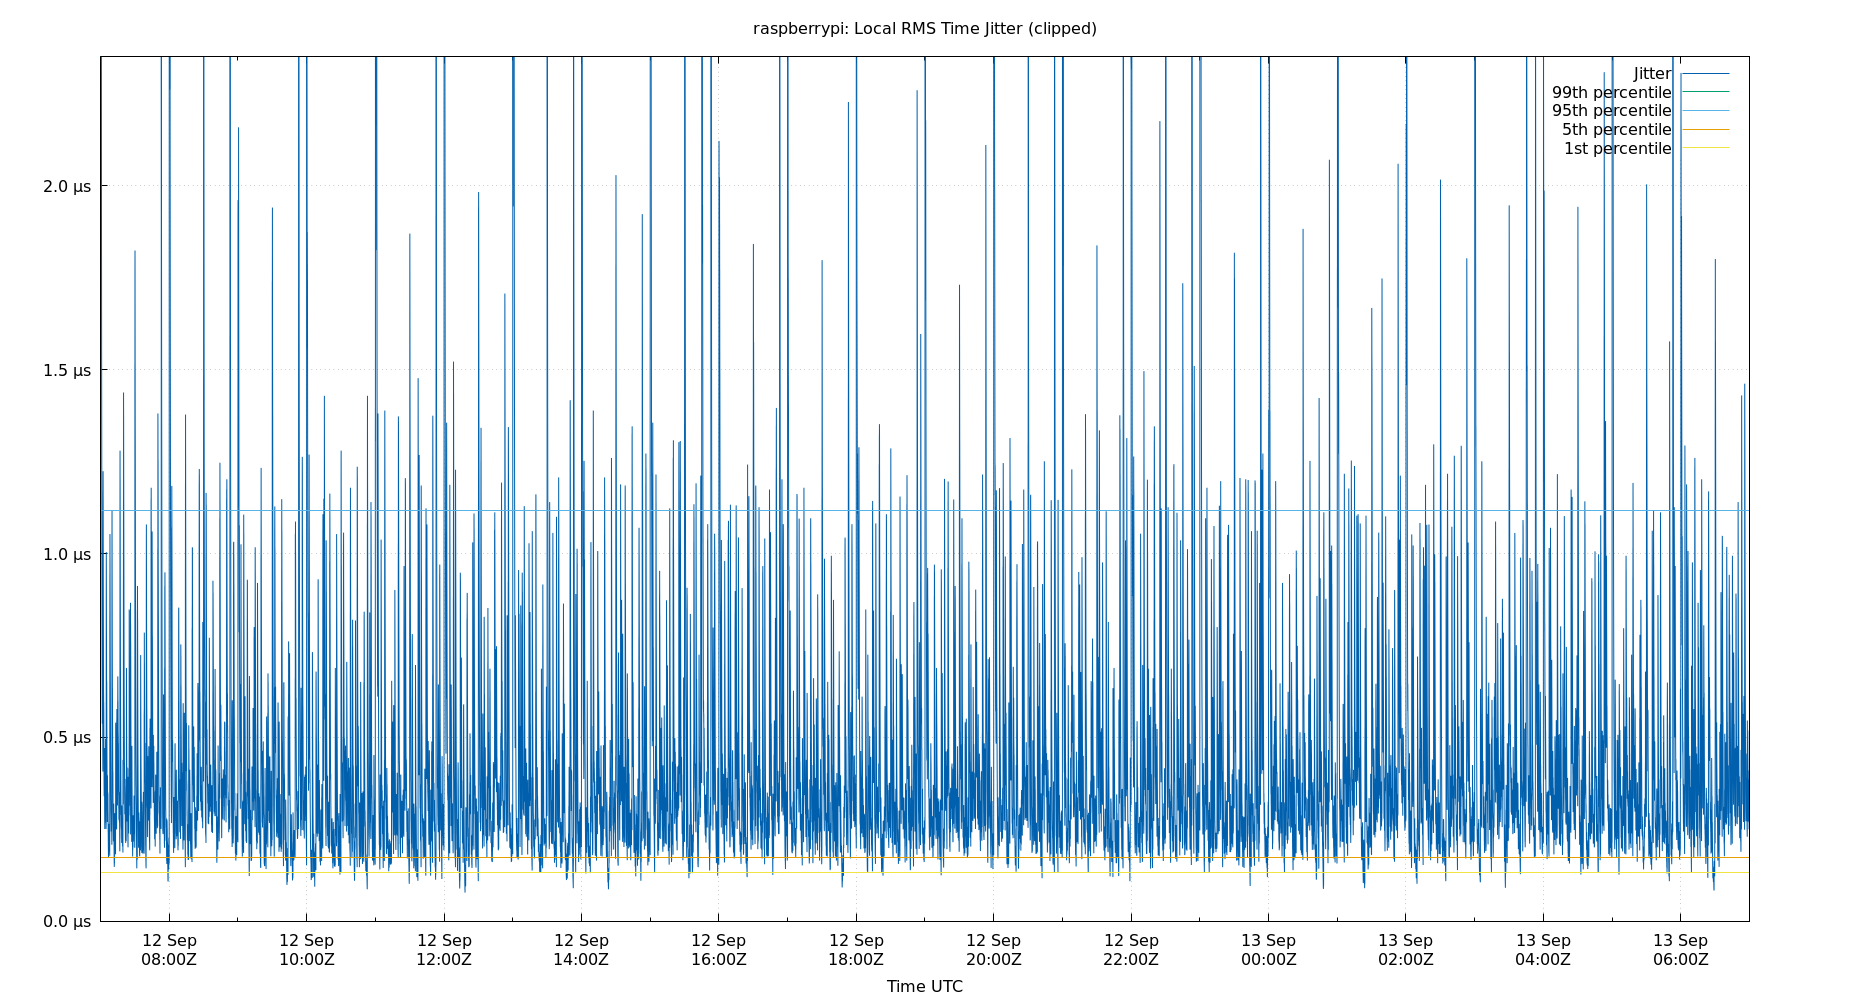 raspberrypi: Local RMS Time Jitter (clipped)
Jitter
99th percentile
95th percentile
5th percentile
1st percentile
2.0 μs
1.5 μs
1.0 μs
0.5 μs
0.0 μs
12 Sep 12 Sep 12 Sep 12 Sep 12 Sep 12 Sep 12 Sep 12 Sep 13 Sep 13 Sep 13 Sep 13 Sep
08:00Z 10:00Z 12:00Z 14:00Z 16:00Z 18:00Z 20:00Z 22:00Z 00:00Z 02:00Z 04:00Z 06:00Z
Time UTC